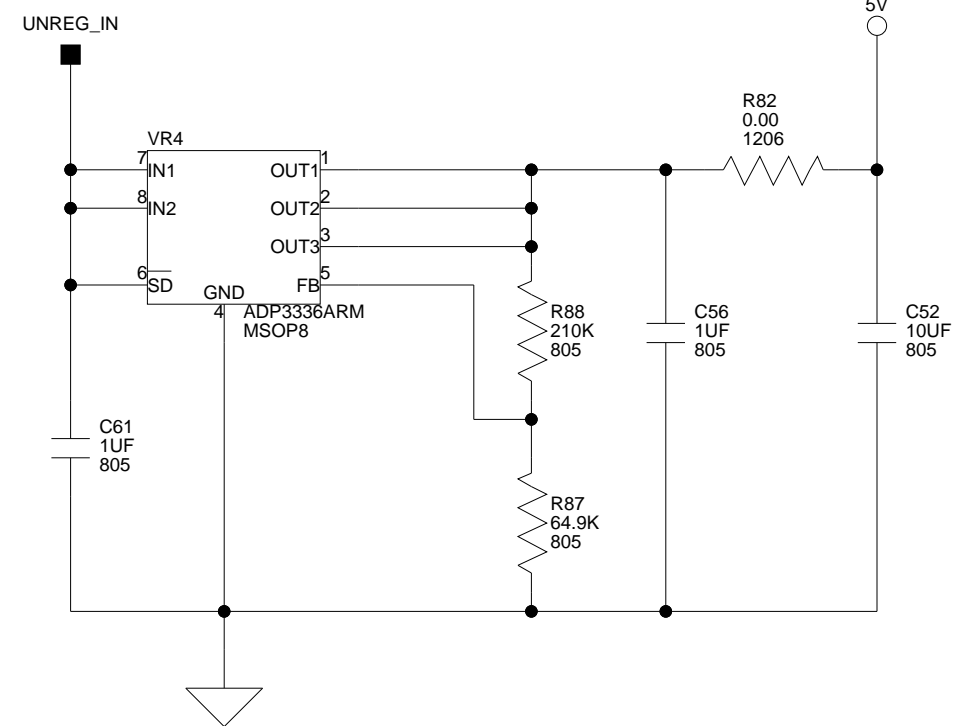 5V
UNREG_IN
R82
0.00
1206
VR4
7
IN1
OUT1
1
8
IN2
OUT2
2
OUT3
3
6
SD
FB
5
GND
4
ADP3336ARM
MSOP8
R88
210K
805
C56
1UF
805
C52
10UF
805
C61
1UF
805
R87
64.9K
805